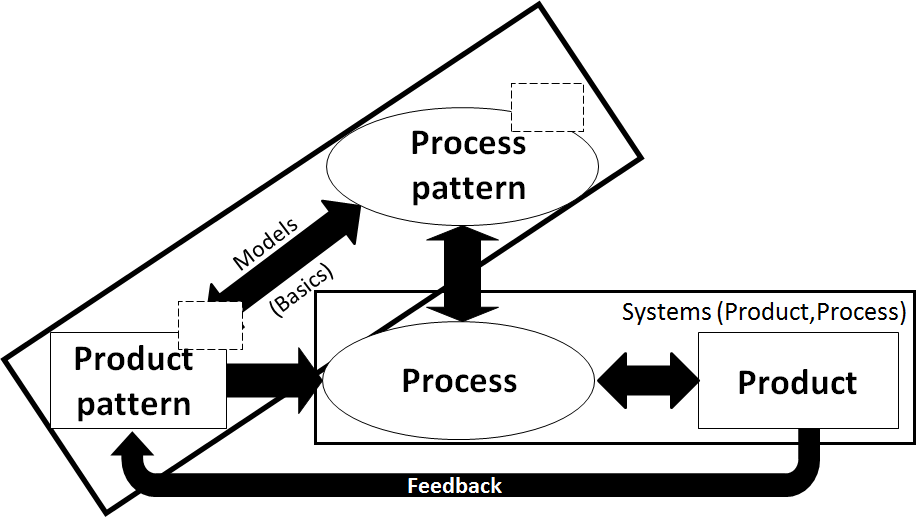 Process
pattern
Models
(Basics)
Systems (Product,Process)
Product
pattern
Process
Product
Feedback